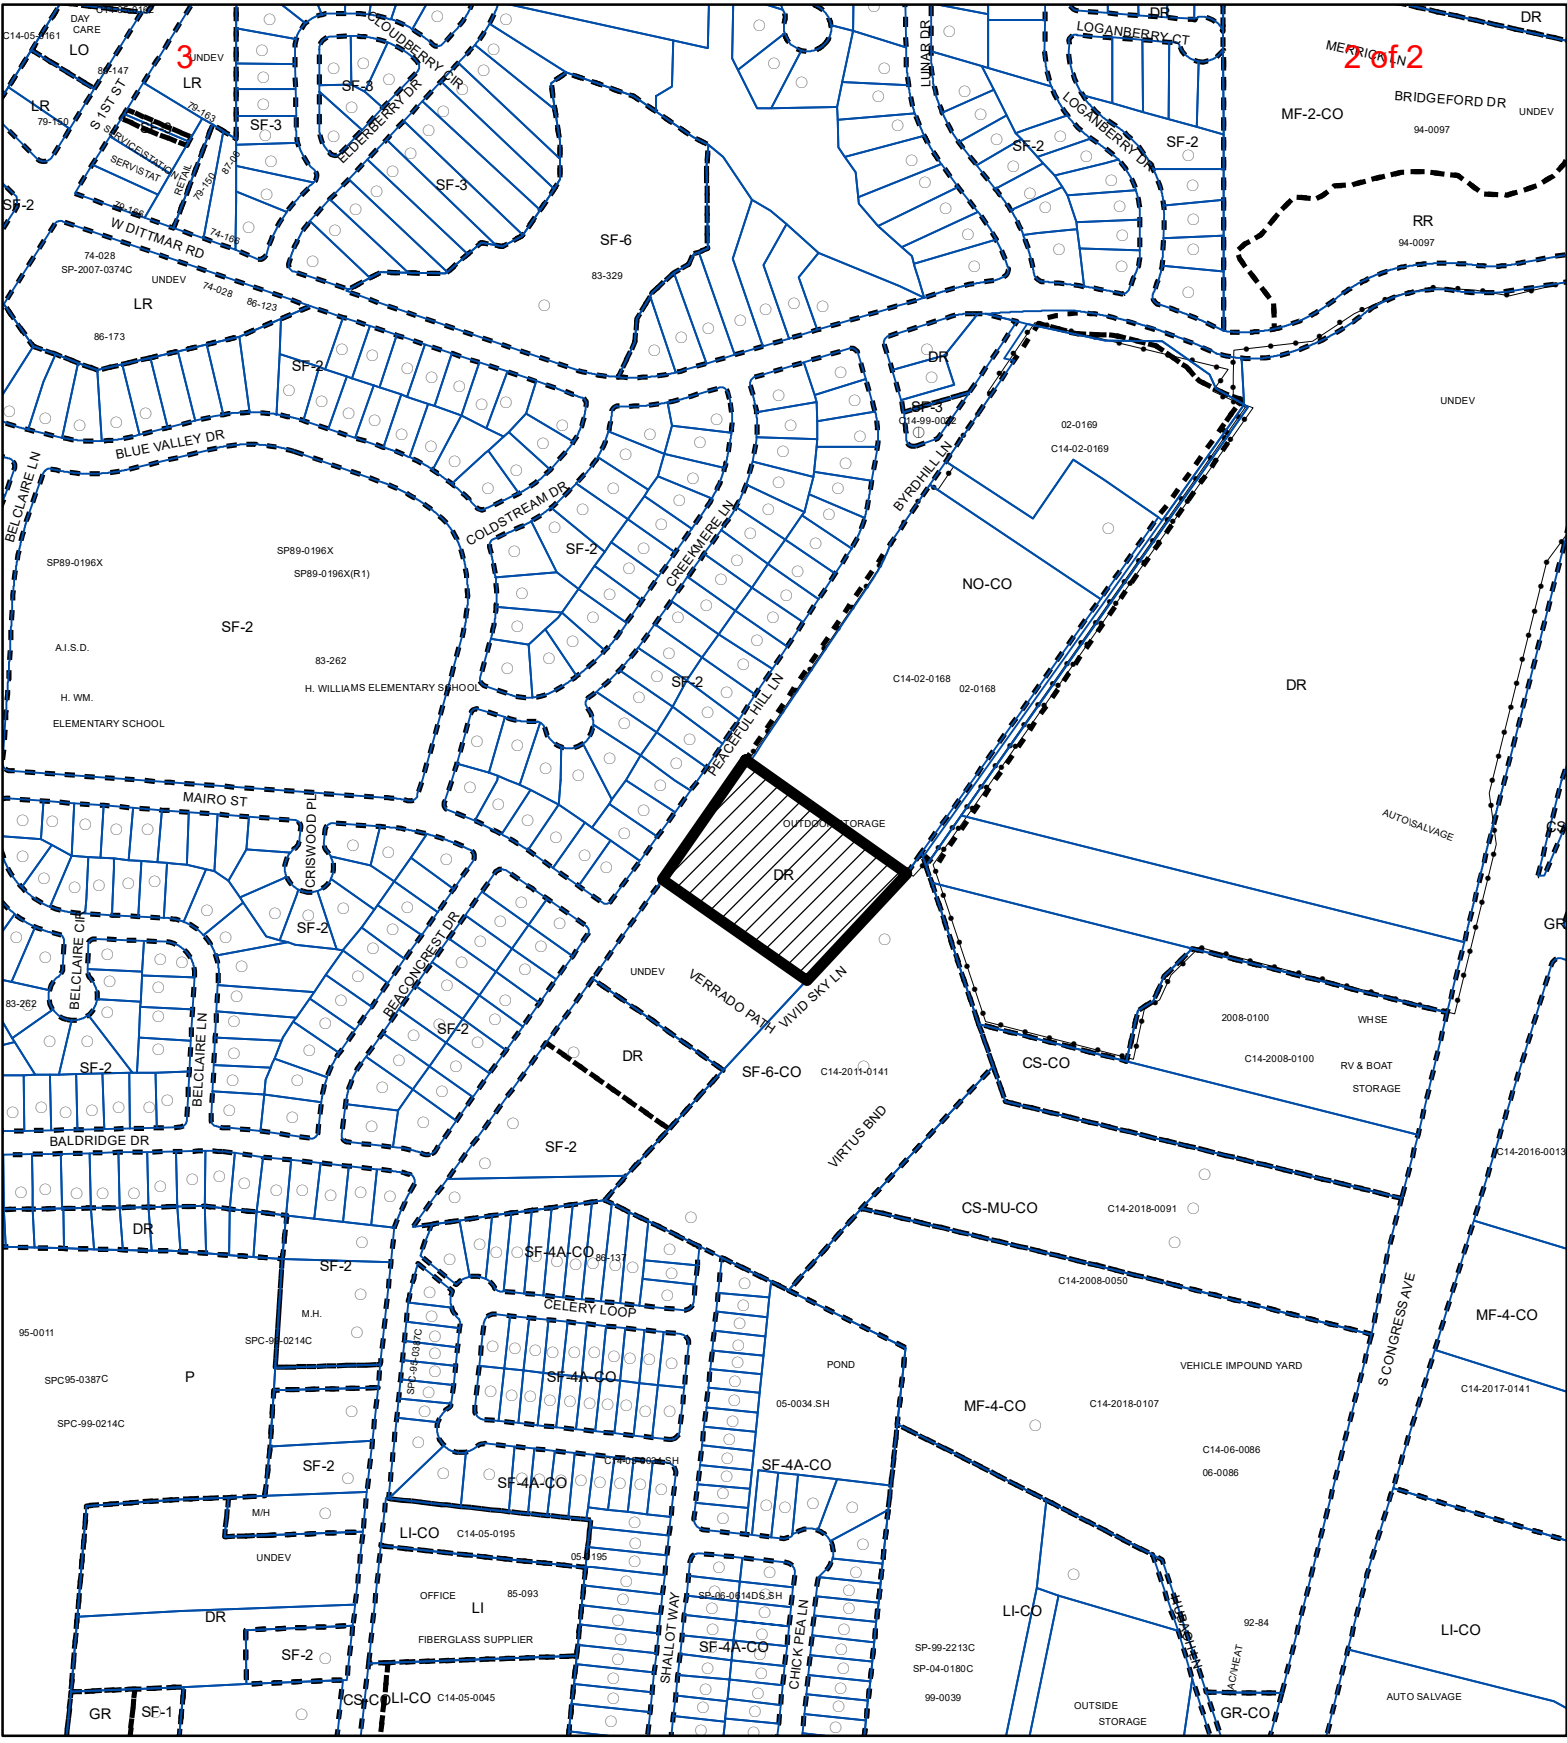 DAY
CARE
C14-05-0161
LO
3
UNDEV
LR
86-147
LR
79-150
79-163
S 1ST ST
SERVICE\STATION
SERV\STAT
RETAIL
79-150
87-06
79-166
74-166
SF-3
SF-3
CLOUDBERRY CIR
ELDERBERRY DR
SF-3
SF-2
W DITTMAR RD
74-028
SP-2007-0374C
UNDEV
74-028
86-123
LR
86-173
SF-6
83-329
LUNAR DR
DR
LOGANBERRY CT
LOGANBERRY DR
SF-2
SF-2
DR
MERRICK LN
2 of 2
BRIDGEFORD DR
MF-2-CO
94-0097
UNDEV
RR
94-0097
SF-2
BLUE VALLEY DR
BELCLAIRE LN
COLDSTREAM DR
CREEKMERE LN
SF-2
SF-2
DR
SF-3
BYRDHILL LN
02-0169
C14-02-0169
UNDEV
NO-CO
C14-02-0168
02-0168
DR
SP89-0196X
SP89-0196X
SP89-0196X(R1)
SF-2
A.I.S.D.
83-262
H. WM.
H. WILLIAMS ELEMENTARY SCHOOL
ELEMENTARY SCHOOL
PEACEFUL HILL LN
MAIRO ST
CRISWOOD PL
OUTDOOR STORAGE
DR
AUTO\SALVAGE
CS
GR
SF-2
BELCLAIRE CIR
83-262
BEACONCREST DR
SF-2
BELCLAIRE LN
SF-2
UNDEV
VERRADO PATH
VIVID SKY LN
DR
SF-6-CO
C14-2011-0141
2008-0100
WHSE
C14-2008-0100
RV & BOAT
STORAGE
CS-CO
VIRTUS BND
BALDRIDGE DR
SF-2
C14-2016-0013
CS-MU-CO
C14-2018-0091
DR
SF-4A-CO
86-137
C14-2008-0050
SF-2
M.H.
CELERY LOOP
95-0011
P
SPC95-0387C
SPC-95-0387C
SPC-99-0214C
SF-4A-CO
POND
05-0034.SH
VEHICLE IMPOUND YARD
S CONGRESS AVE
MF-4-CO
MF-4-CO
C14-2018-0107
C14-2017-0141
C14-06-0086
06-0086
SF-2
SF-4A-CO
SF-4A-CO
M/H
LI-CO
C14-05-0195
UNDEV
OFFICE
85-093
LI
FIBERGLASS SUPPLIER
DR
SF-2
SHALLOT WAY
SP-06-0614DS.SH
SF-4A-CO
CHICK PEA LN
LI-CO
SP-99-2213C
SP-04-0180C
99-0039
92-84
AC/HEAT
LI-CO
GR
SF-1
CS-CO
LI-CO
C14-05-0045
OUTSIDE
STORAGE
GR-CO
AUTO SALVAGE